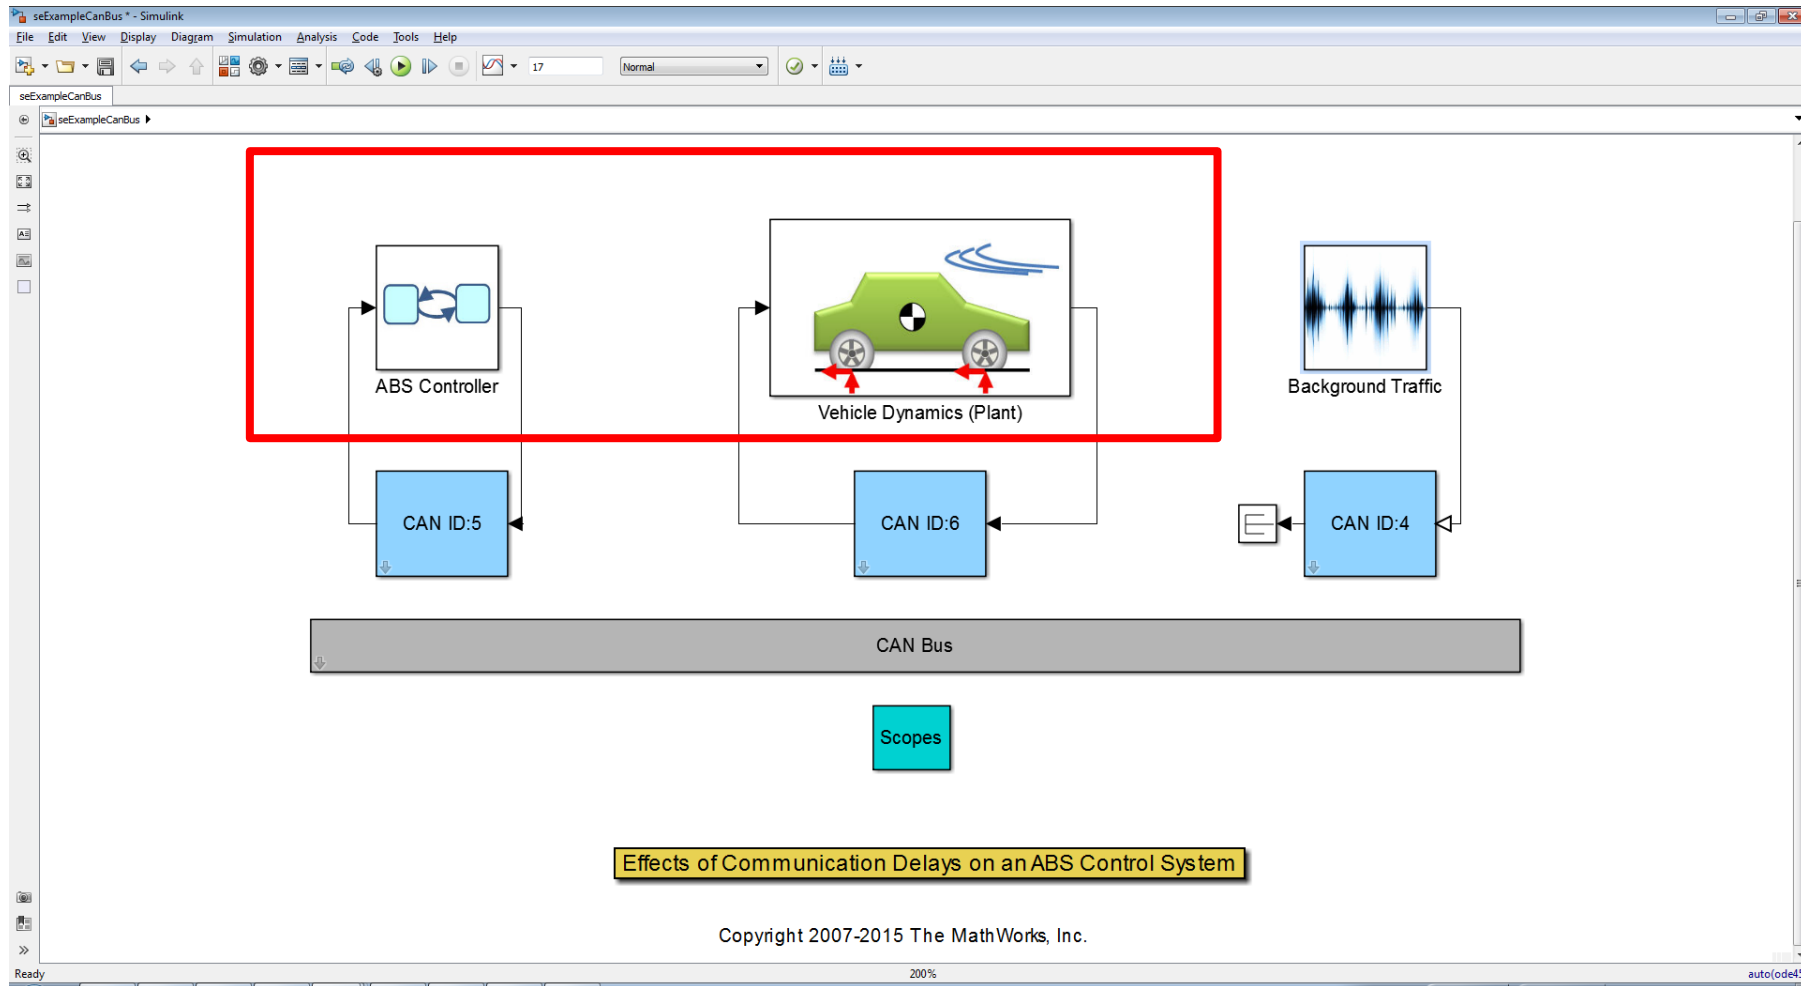 seExampleCanBus * - Simulink
File Edit View Display Diagram Simulation Analysis Code Tools Help
17 Normal
seExampleCanBus
seExampleCanBus
ABS Controller
Vehicle Dynamics (Plant)
Background Traffic
CAN ID:5
CAN ID:6
CAN ID:4
CAN Bus
Scopes
Effects of Communication Delays on an ABS Control System
Copyright 2007-2015 The MathWorks, Inc.
Ready 200% auto(ode45